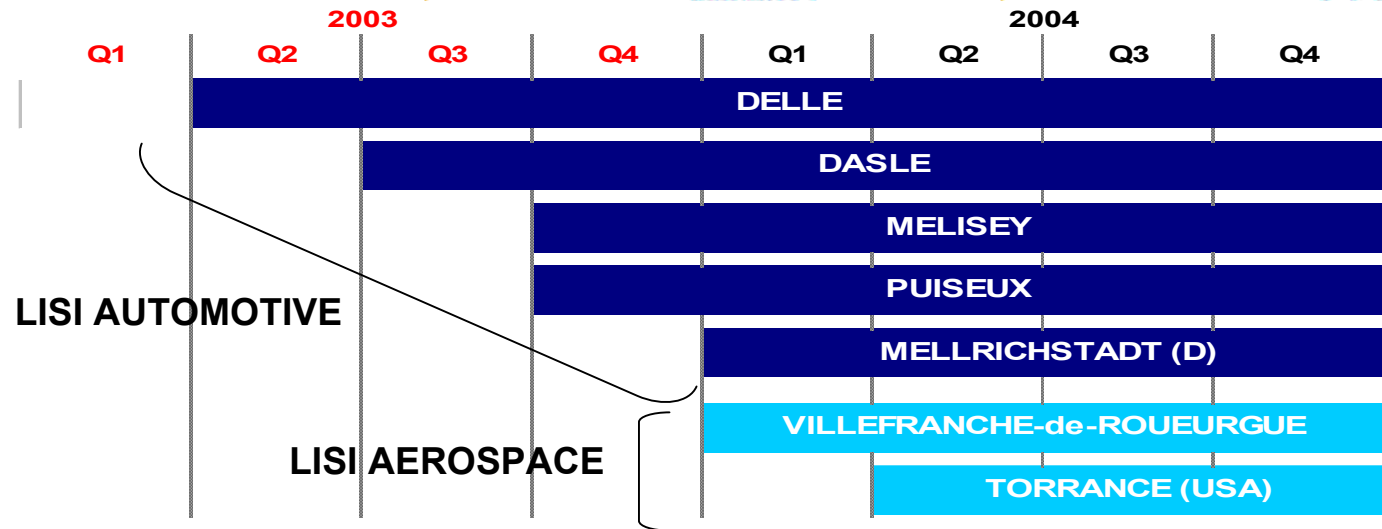 2003 2004
Q1 Q2 Q3 Q4 Q1 Q2 Q3 Q4
DELLE
DASLE
MELISEY
PUISEUX
LISI AUTOMOTIVE
MELLRICHSTADT (D)
VILLEFRANCHE-de-ROUEURGUE
LISI AEROSPACE
TORRANCE (USA)